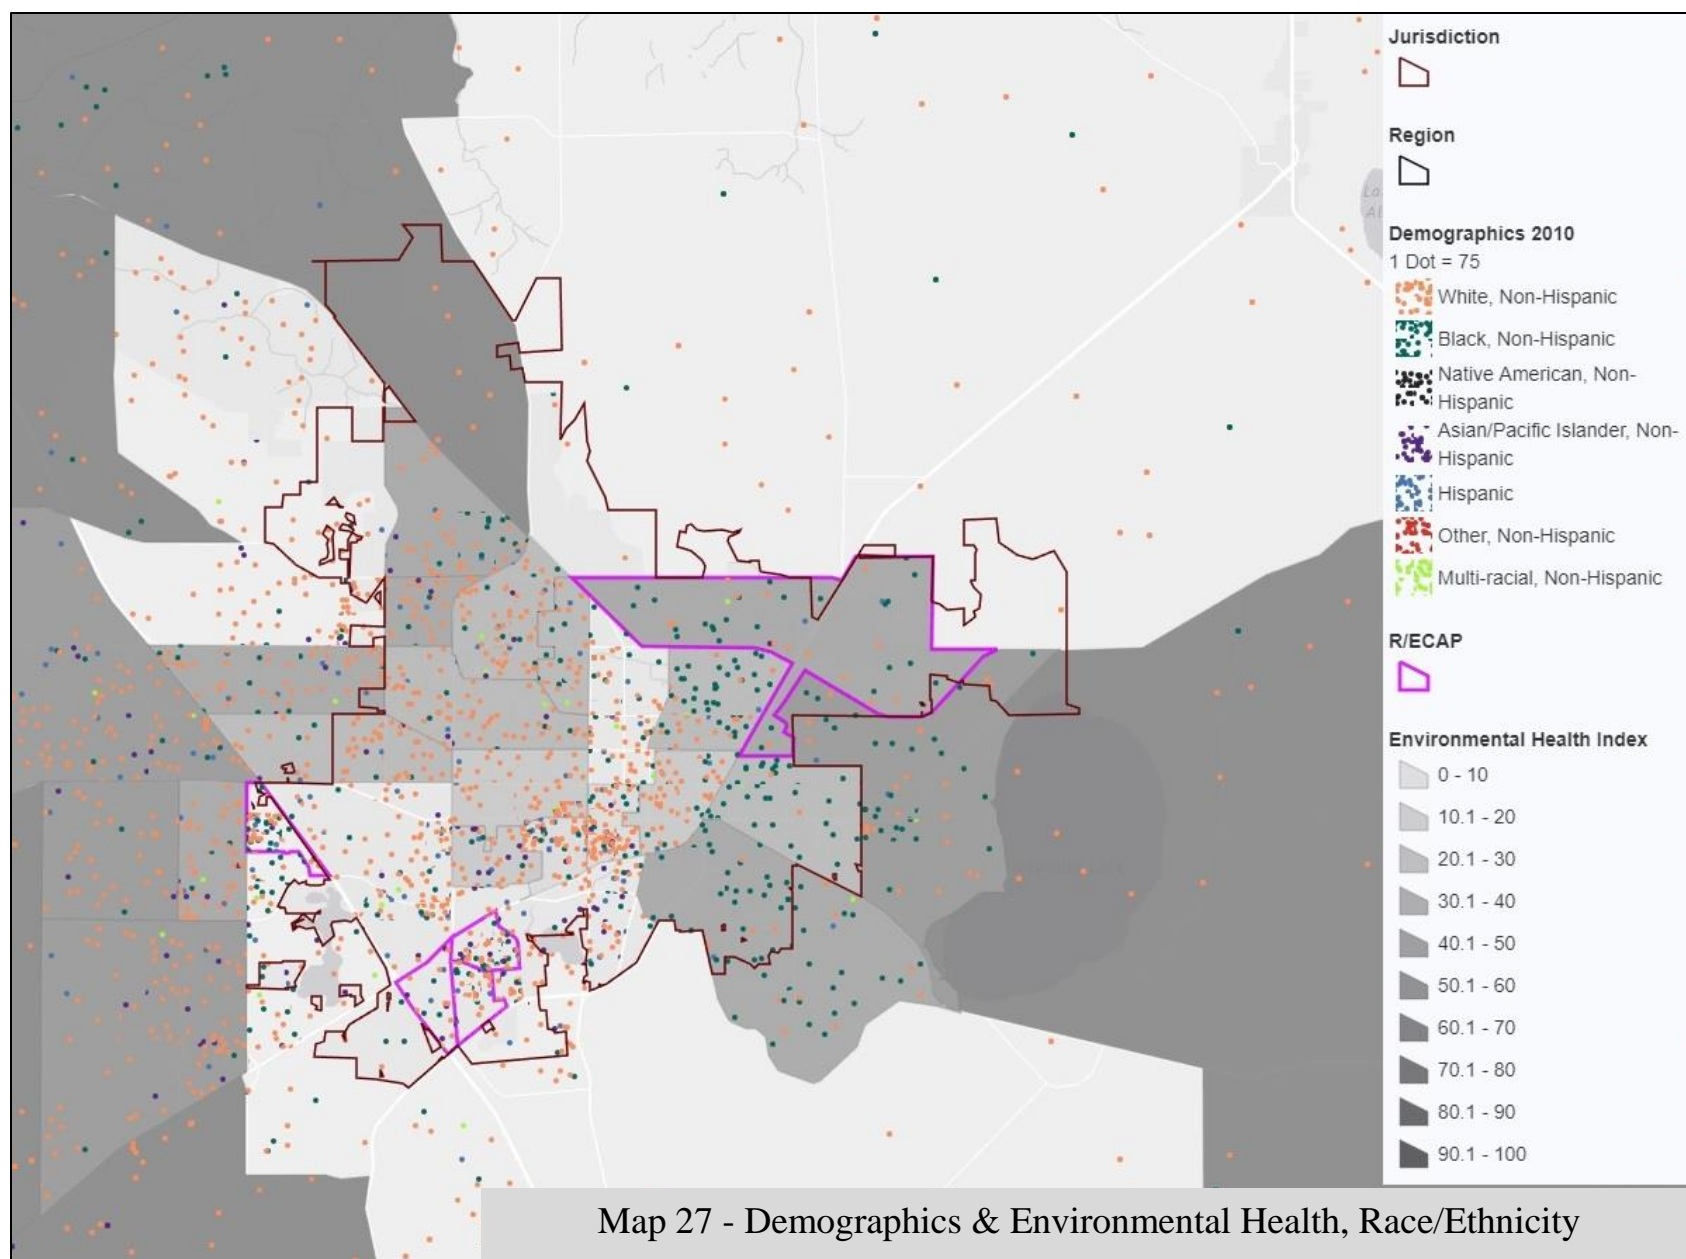 Jurisdiction
Region
Demographics 2010
1 Dot = 75
White, Non-Hispanic
Black, Non-Hispanic
Native American, Non-
Hispanic
Asian/Pacific Islander, Non-
Hispanic
Hispanic
Other, Non-Hispanic
Multi-racial, Non-Hispanic
R/ECAP
Environmental Health Index
0 - 10
10.1 - 20
20.1 - 30
30.1 - 40
40.1 - 50
50.1 - 60
60.1 - 70
70.1 - 80
80.1 - 90
90.1 - 100
Map 27 - Demographics & Environmental Health, Race/Ethnicity